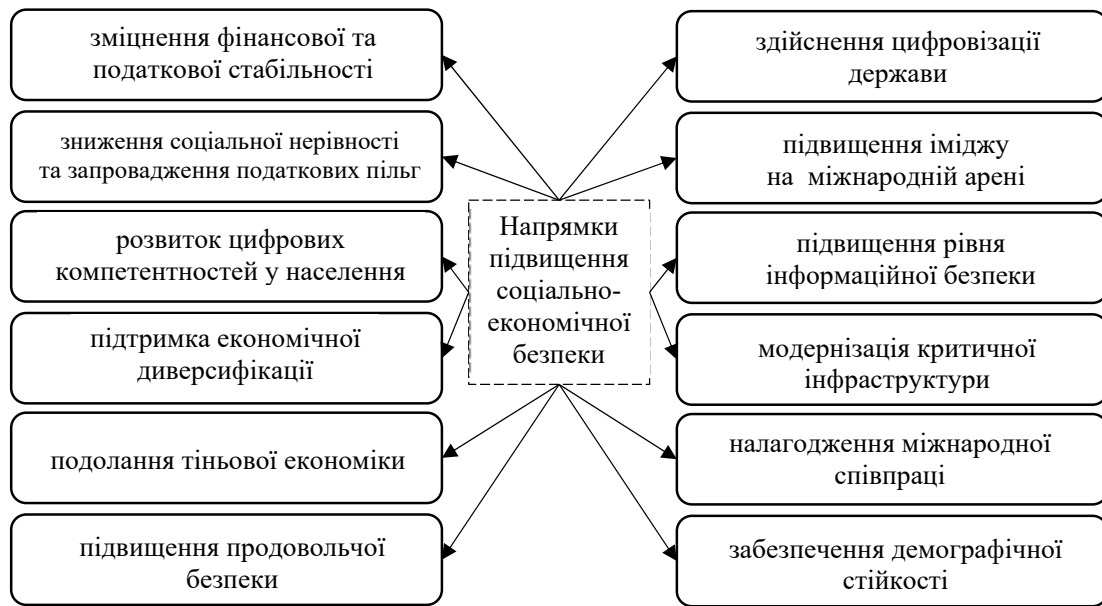 зміцнення фінансової та
податкової стабільності
зниження соціальної нерівності
та запровадження податкових пільг
розвиток цифрових
компетентностей у населення
підтримка економічної
диверсифікації
подолання тіньової економіки
підвищення продовольчої
безпеки
Напрямки
підвищення
соціально-
економічної
безпеки
здійснення цифровізації
держави
підвищення іміджу
на міжнародній арені
підвищення рівня
інформаційної безпеки
модернізація критичної
інфраструктури
налагодження міжнародної
співпраці
забезпечення демографічної
стійкості